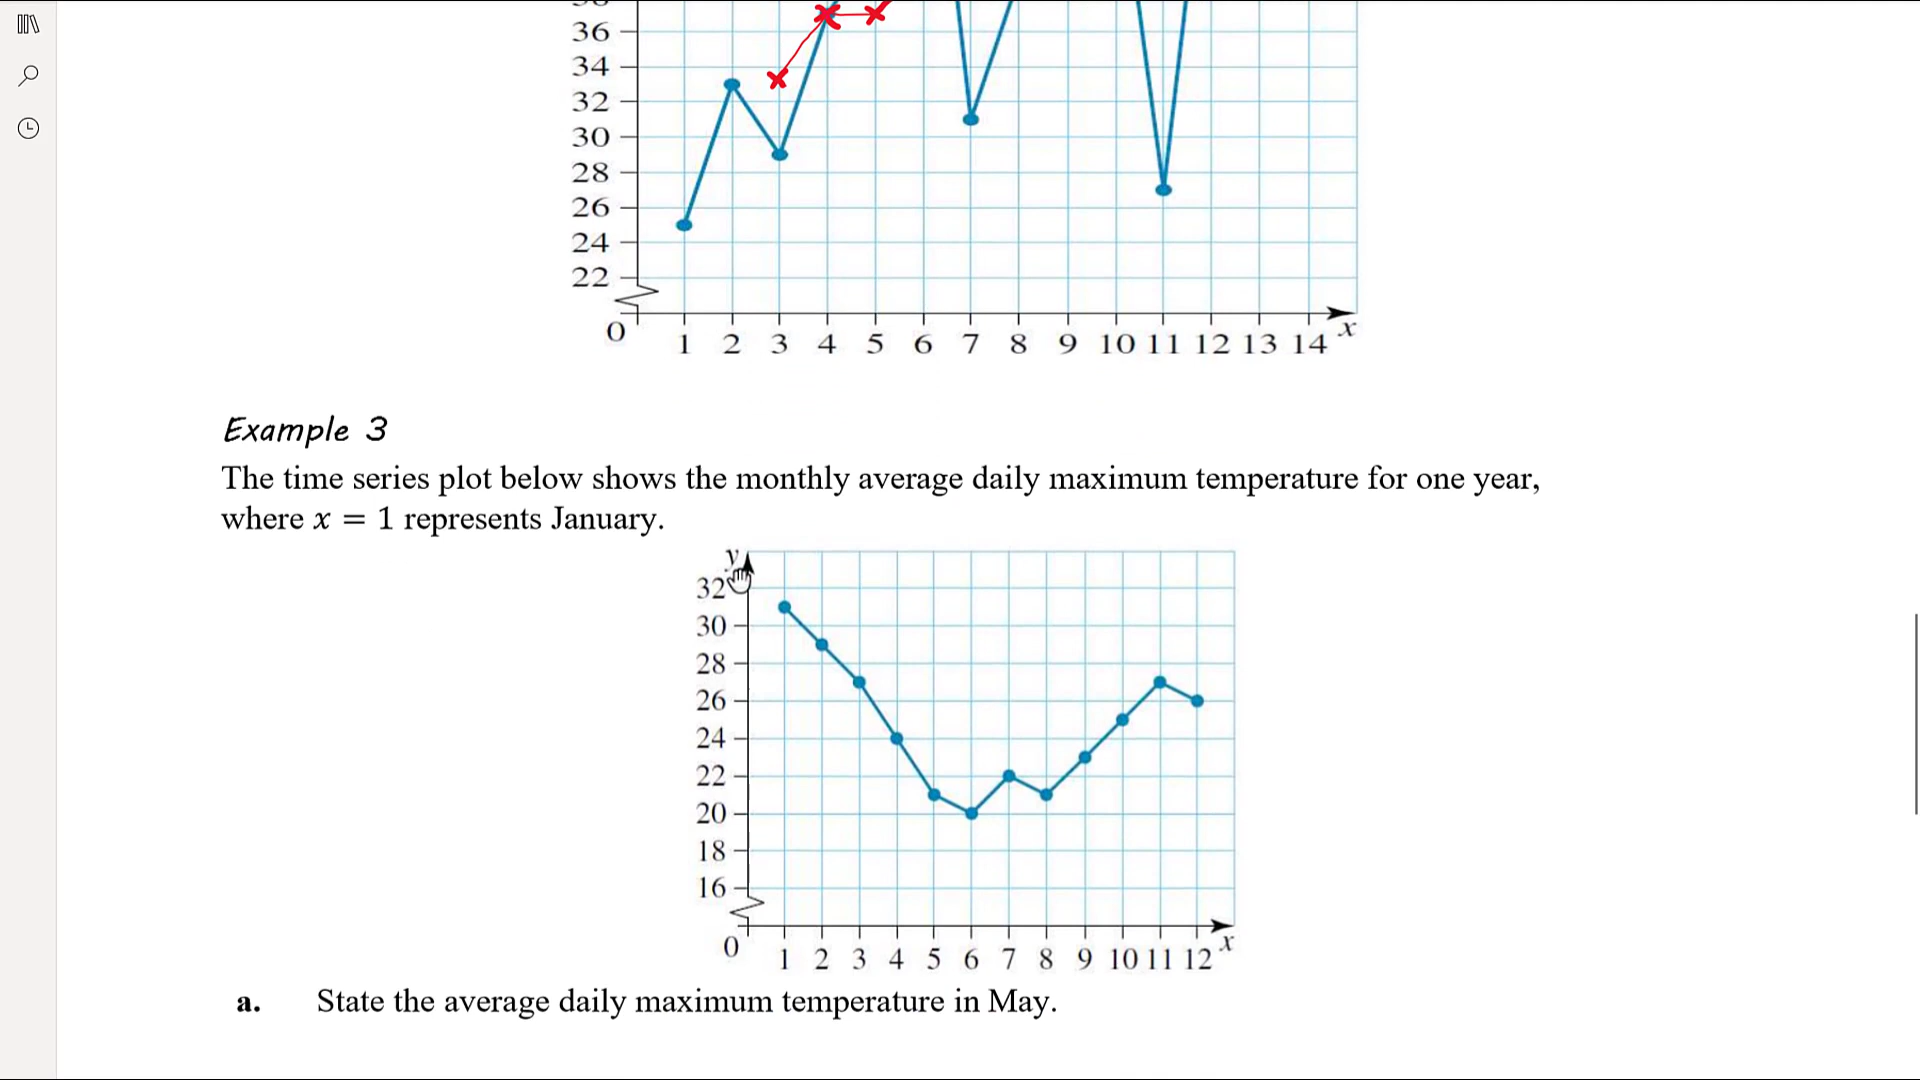 36
34
32
30
28
26
24
22
0
1 2 3 4 5 6 7 8 9 10 11 12 13 14 x
Example 3
The time series plot below shows the monthly average daily maximum temperature for one year,
where x = 1 represents January.
y
32
30
28
26
24
22
20
18
16
0
1 2 3 4 5 6 7 8 9 10 11 12 x
a. State the average daily maximum temperature in May.